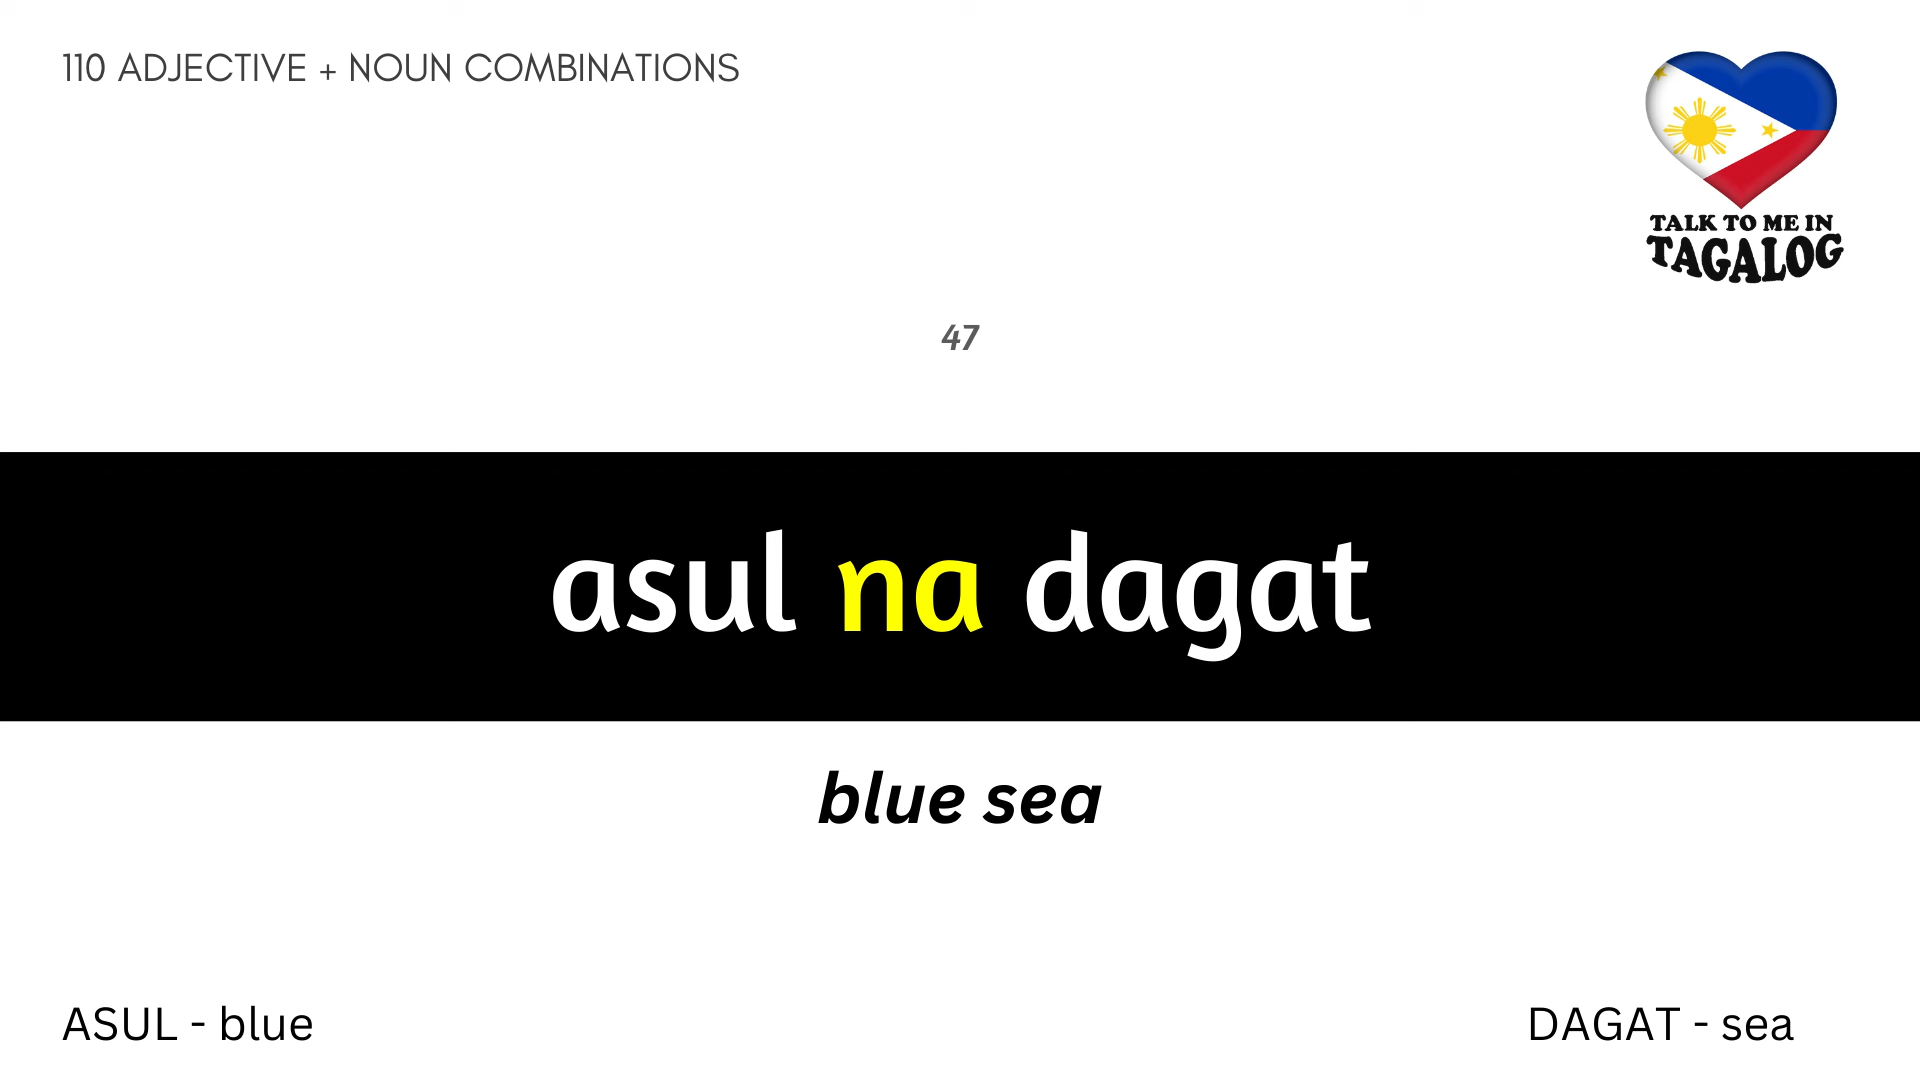 110 ADJECTIVE + NOUN COMBINATIONS
TALK TO ME IN
TAGALOG
47
asul na dagat
blue sea
ASUL - blue
DAGAT - sea